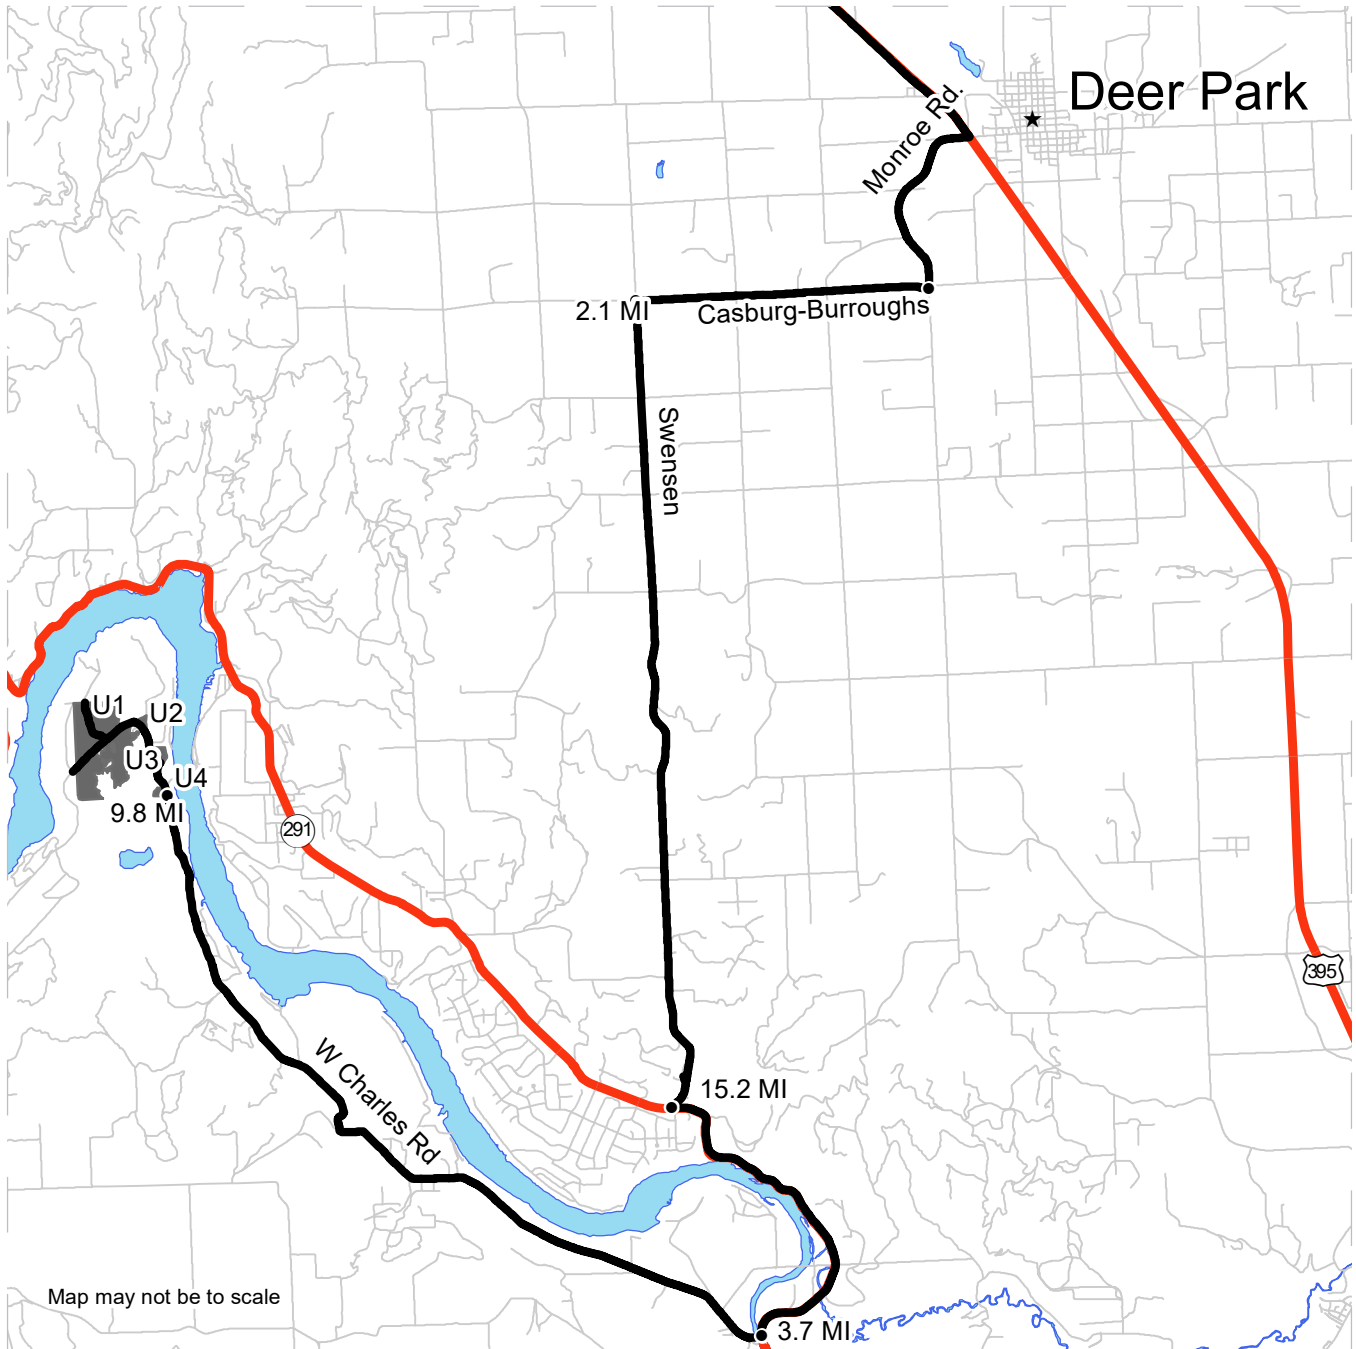 Deer Park
Monroe Rd.
2.1 MI
Casburg-Burroughs
Swensen
U1
U2
U3
U4
9.8 MI
291
395
W Charles Rd
15.2 MI
Map may not be to scale
3.7 MI